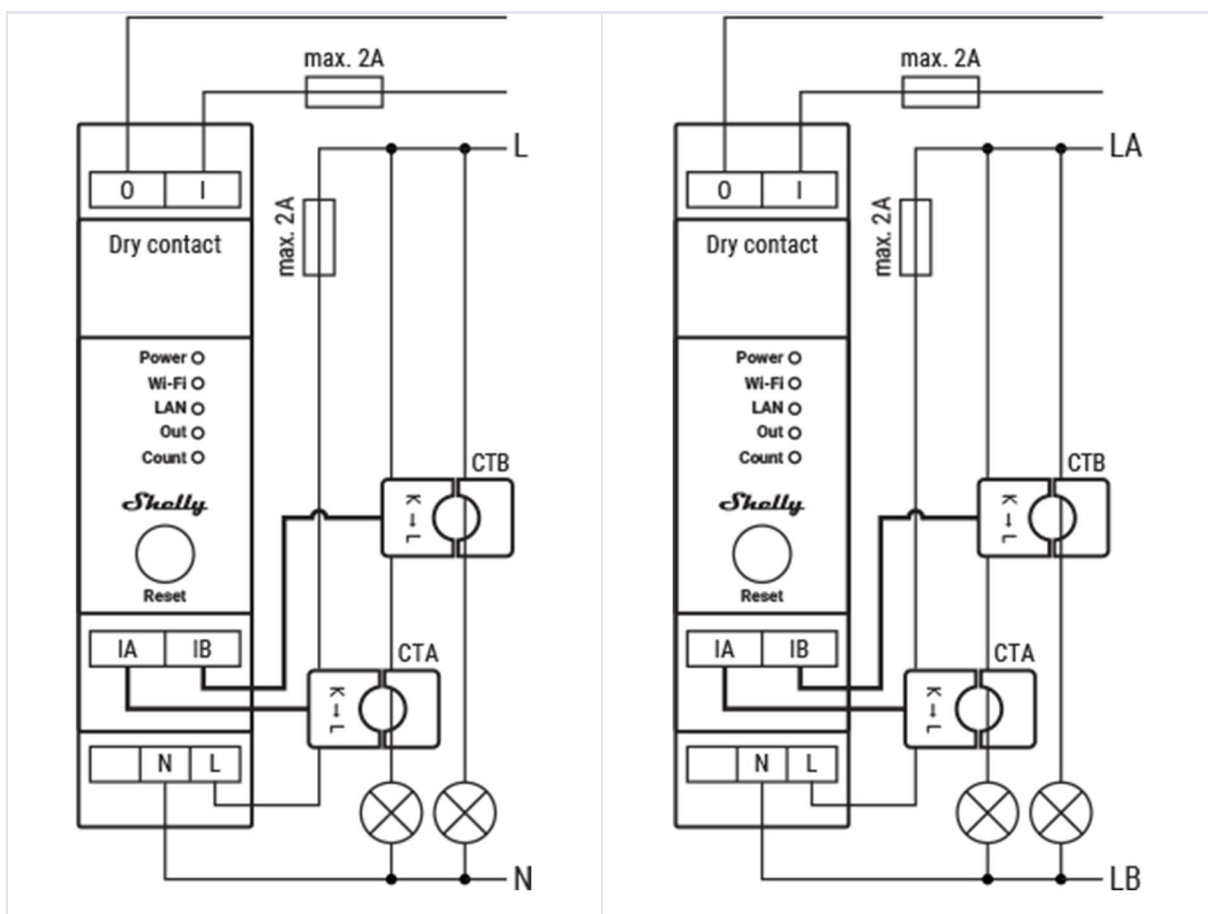 max. 2A
L
O I
max. 2A
Dry contact
Power
Wi-Fi
LAN
Out
Count
CTB
Shelly
K → L
Reset
IA IB
CTA
K → L
N L
N
max. 2A
LA
O I
max. 2A
Dry contact
Power
Wi-Fi
LAN
Out
Count
CTB
Shelly
K → L
Reset
IA IB
CTA
K → L
N L
LB